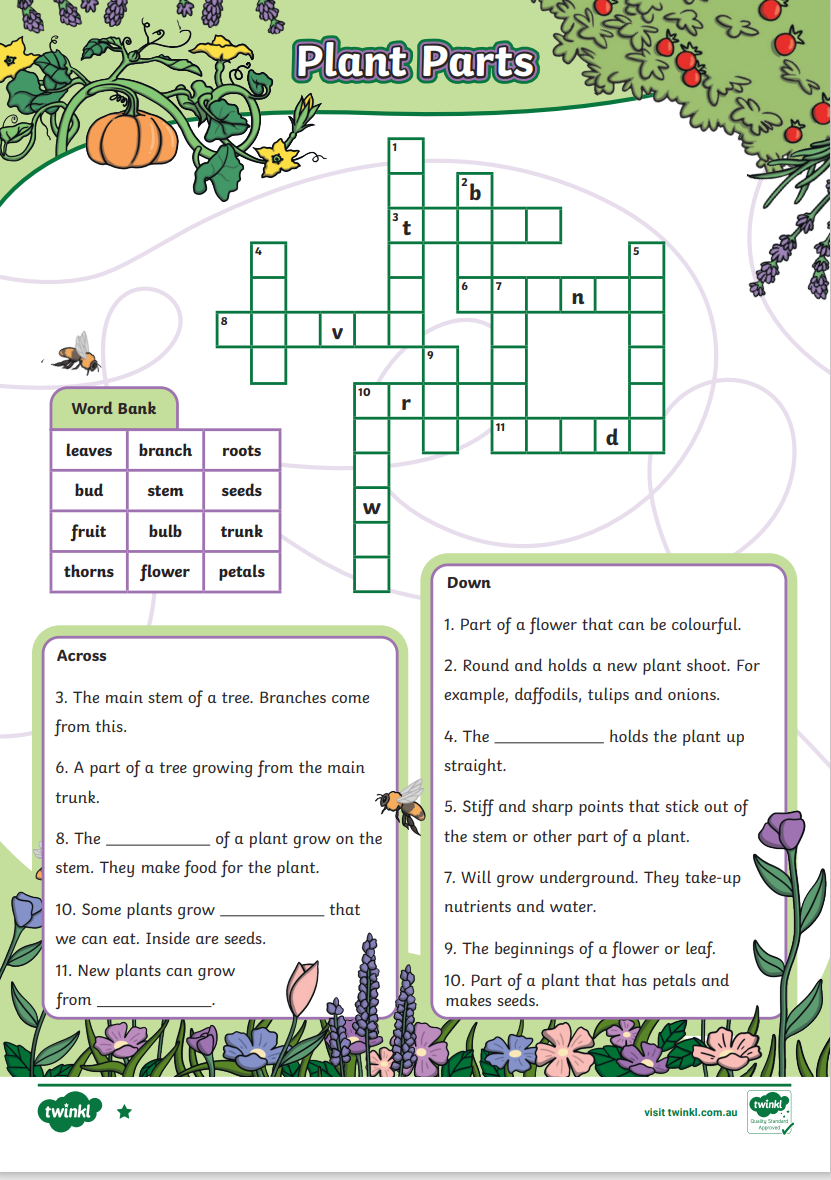 Plant Parts
1
2 b
3 t
4
5
6 7 n
8 v
9
10 r
11 d
w
Word Bank
leaves branch roots
bud stem seeds
fruit bulb trunk
thorns flower petals
Across
3. The main stem of a tree. Branches come
from this.
6. A part of a tree growing from the main
trunk.
8. The ____________ of a plant grow on the
stem. They make food for the plant.
10. Some plants grow ____________ that
we can eat. Inside are seeds.
11. New plants can grow
from _____________.
Down
1. Part of a flower that can be colourful.
2. Round and holds a new plant shoot. For
example, daffodils, tulips and onions.
4. The _____________ holds the plant up
straight.
5. Stiff and sharp points that stick out of
the stem or other part of a plant.
7. Will grow underground. They take-up
nutrients and water.
9. The beginnings of a flower or leaf.
10. Part of a plant that has petals and
makes seeds.
twinkl
visit twinkl.com.au
twinkl
Quality Standard
Approved